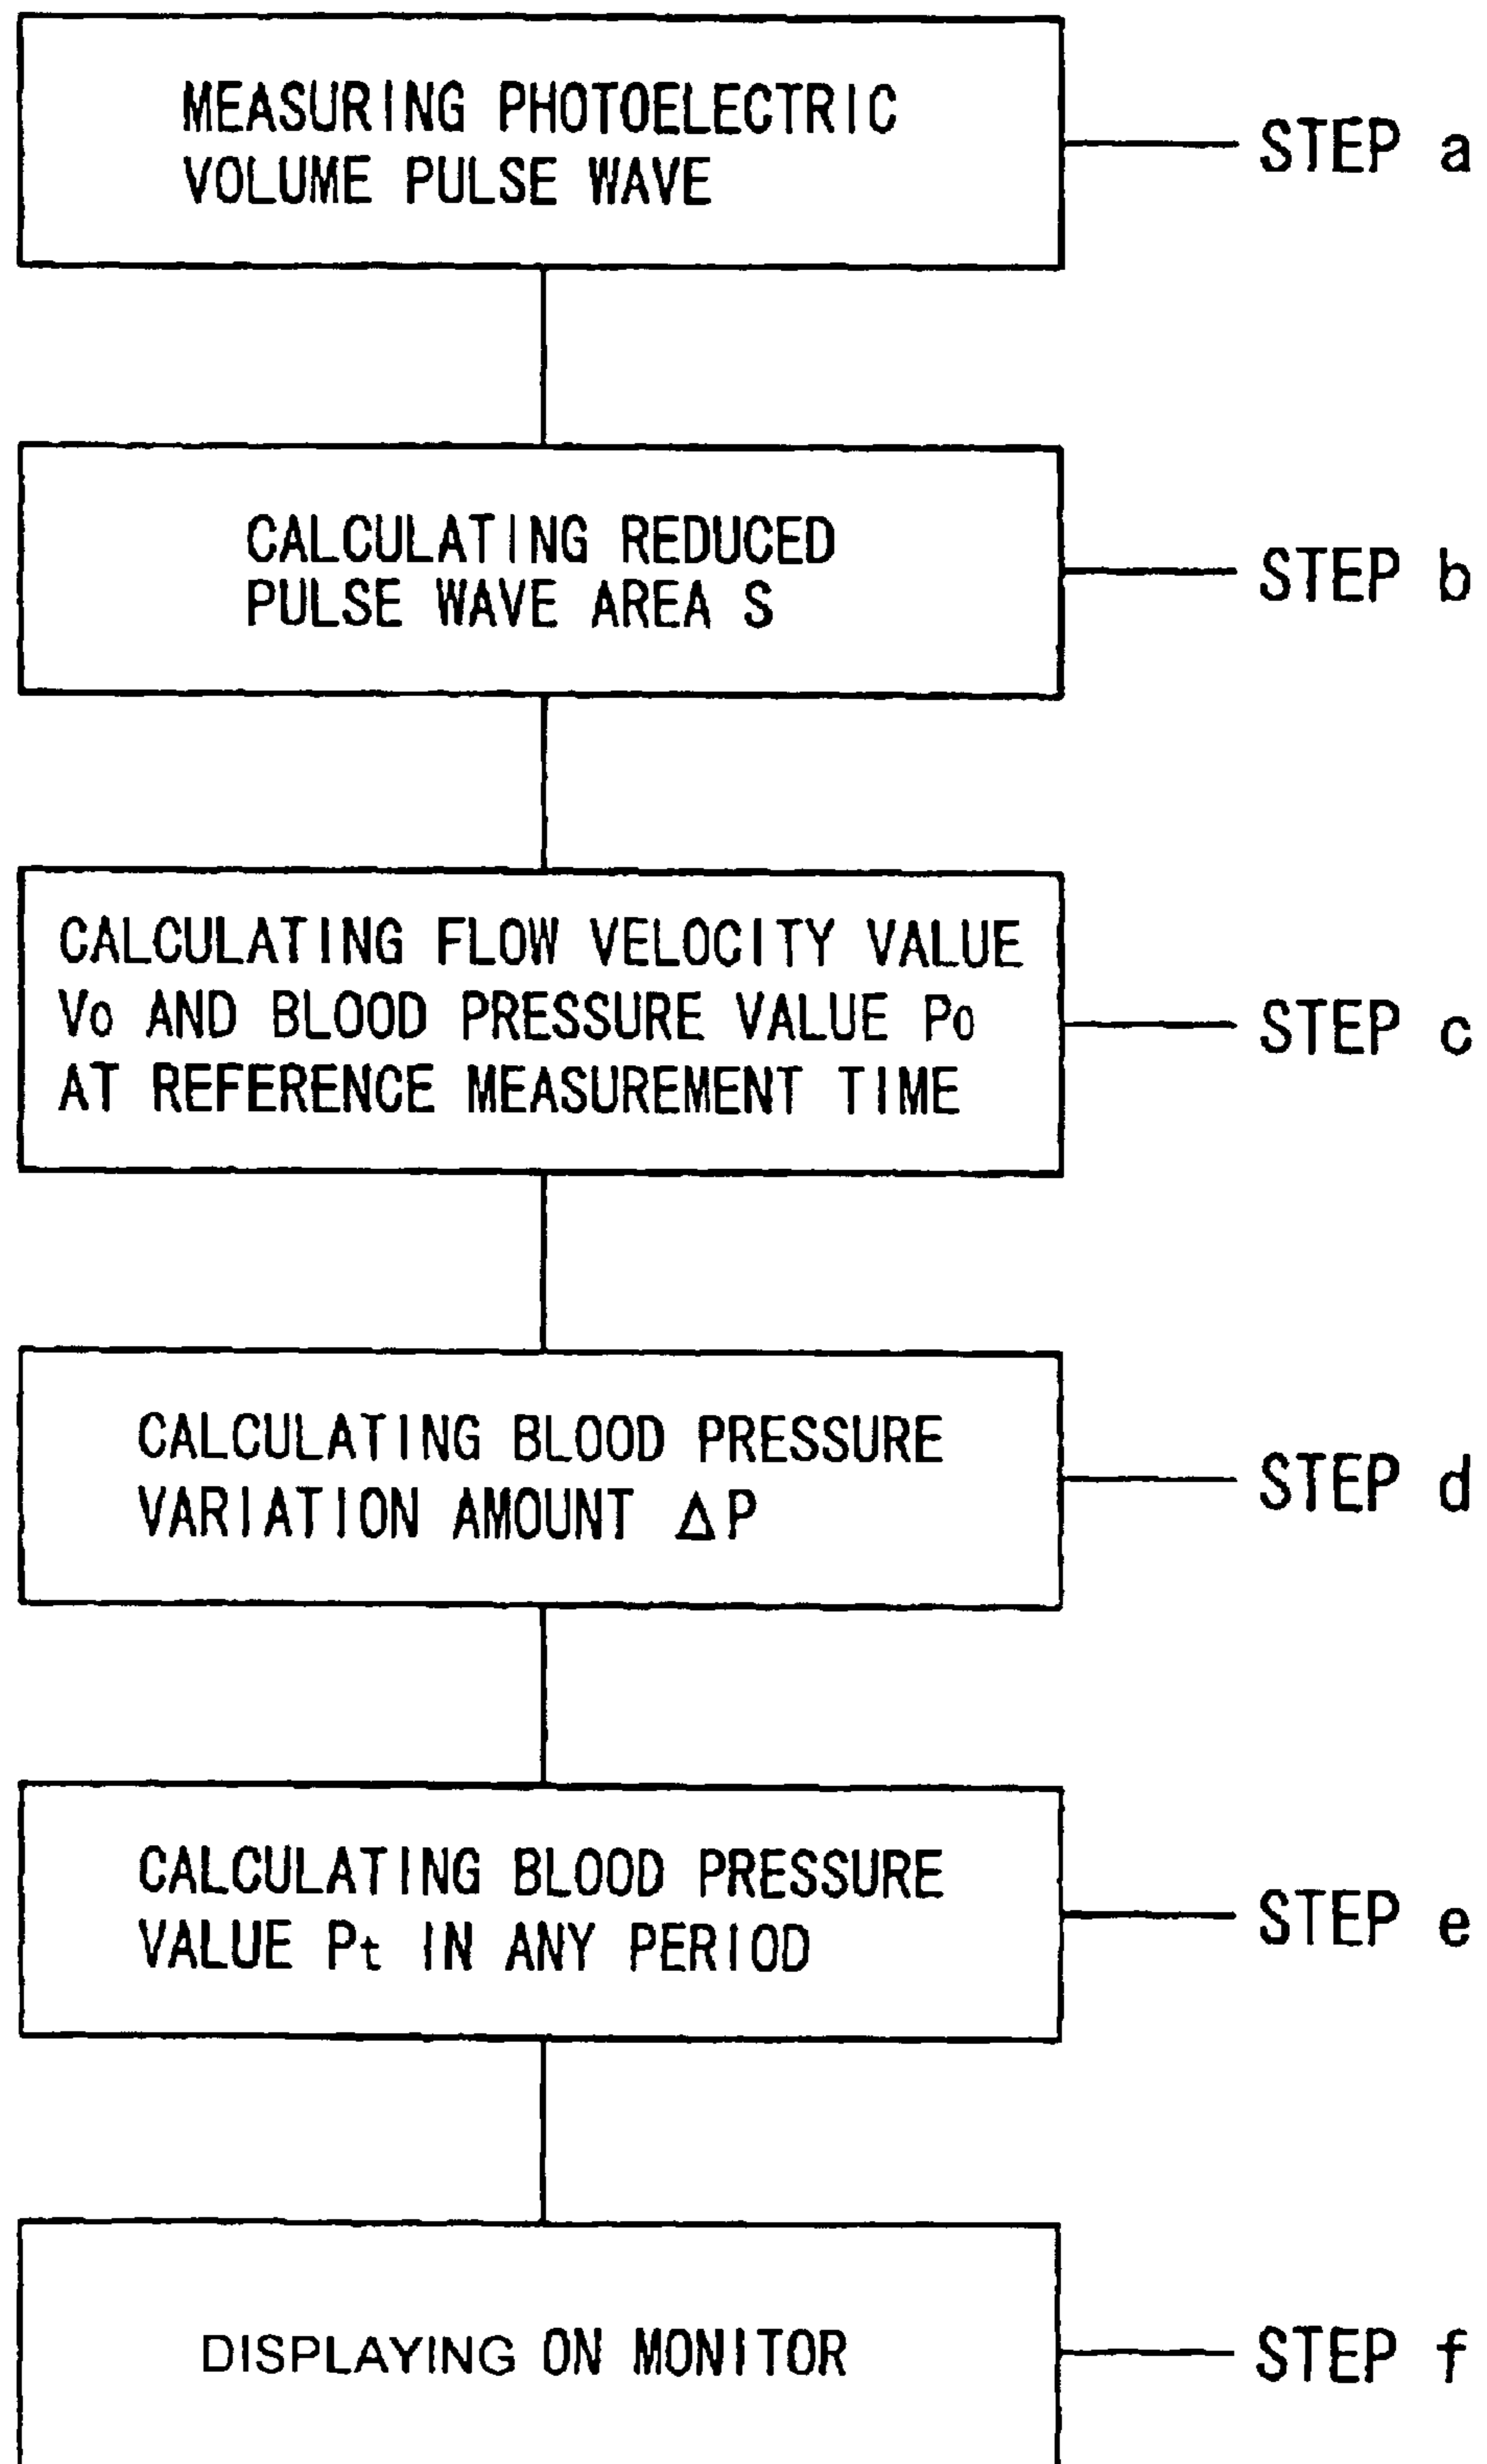 MEASURING PHOTOELECTRIC
VOLUME PULSE WAVE
STEP a
CALCULATING REDUCED
PULSE WAVE AREA S
STEP b
CALCULATING FLOW VELOCITY VALUE
Vo AND BLOOD PRESSURE VALUE Po
AT REFERENCE MEASUREMENT TIME
STEP c
CALCULATING BLOOD PRESSURE
VARIATION AMOUNT ΔP
STEP d
CALCULATING BLOOD PRESSURE
VALUE Pt IN ANY PERIOD
STEP e
DISPLAYING ON MONITOR
STEP f